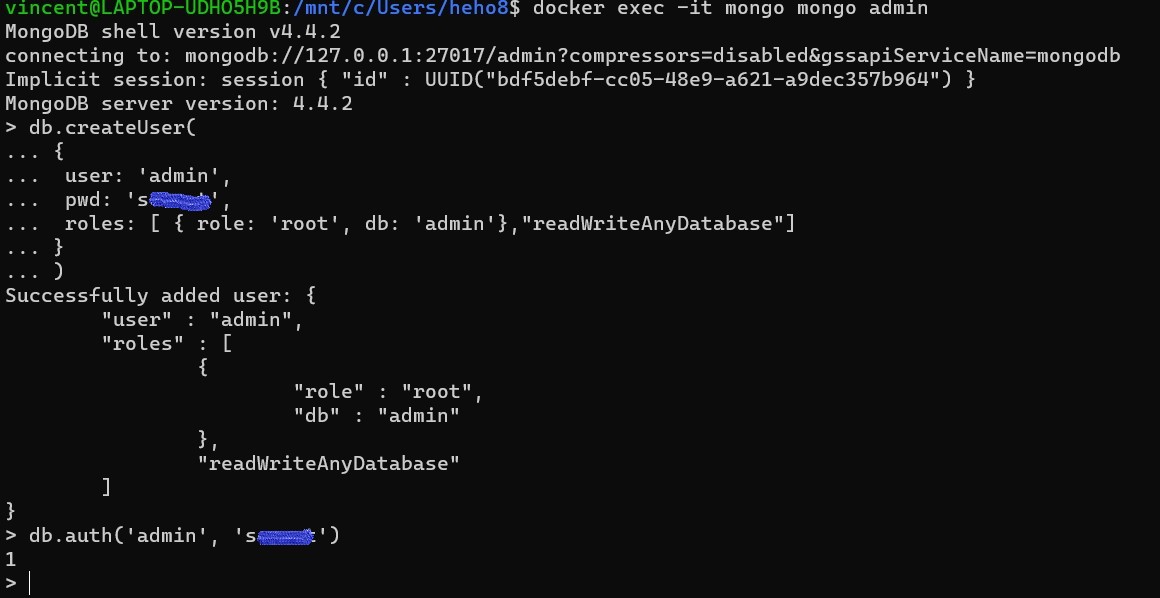 vincent@LAPTOP-UDHO5H9B:/mnt/c/Users/heho8$ docker exec -it mongo mongo admin
MongoDB shell version v4.4.2
connecting to: mongodb://127.0.0.1:27017/admin?compressors=disabled&gssapiServiceName=mongodb
Implicit session: session { "id" : UUID("bdf5debf-cc05-48e9-a621-a9dec357b964") }
MongoDB server version: 4.4.2
> db.createUser(
... {
...  user: 'admin',
...  pwd: 's
...  roles: [ { role: 'root', db: 'admin'},"readWriteAnyDatabase"]
... }
... )
Successfully added user: {
        "user" : "admin",
        "roles" : [
                {
                        "role" : "root",
                        "db" : "admin"
                },
                "readWriteAnyDatabase"
        ]
}
> db.auth('admin', 's ')
1
>